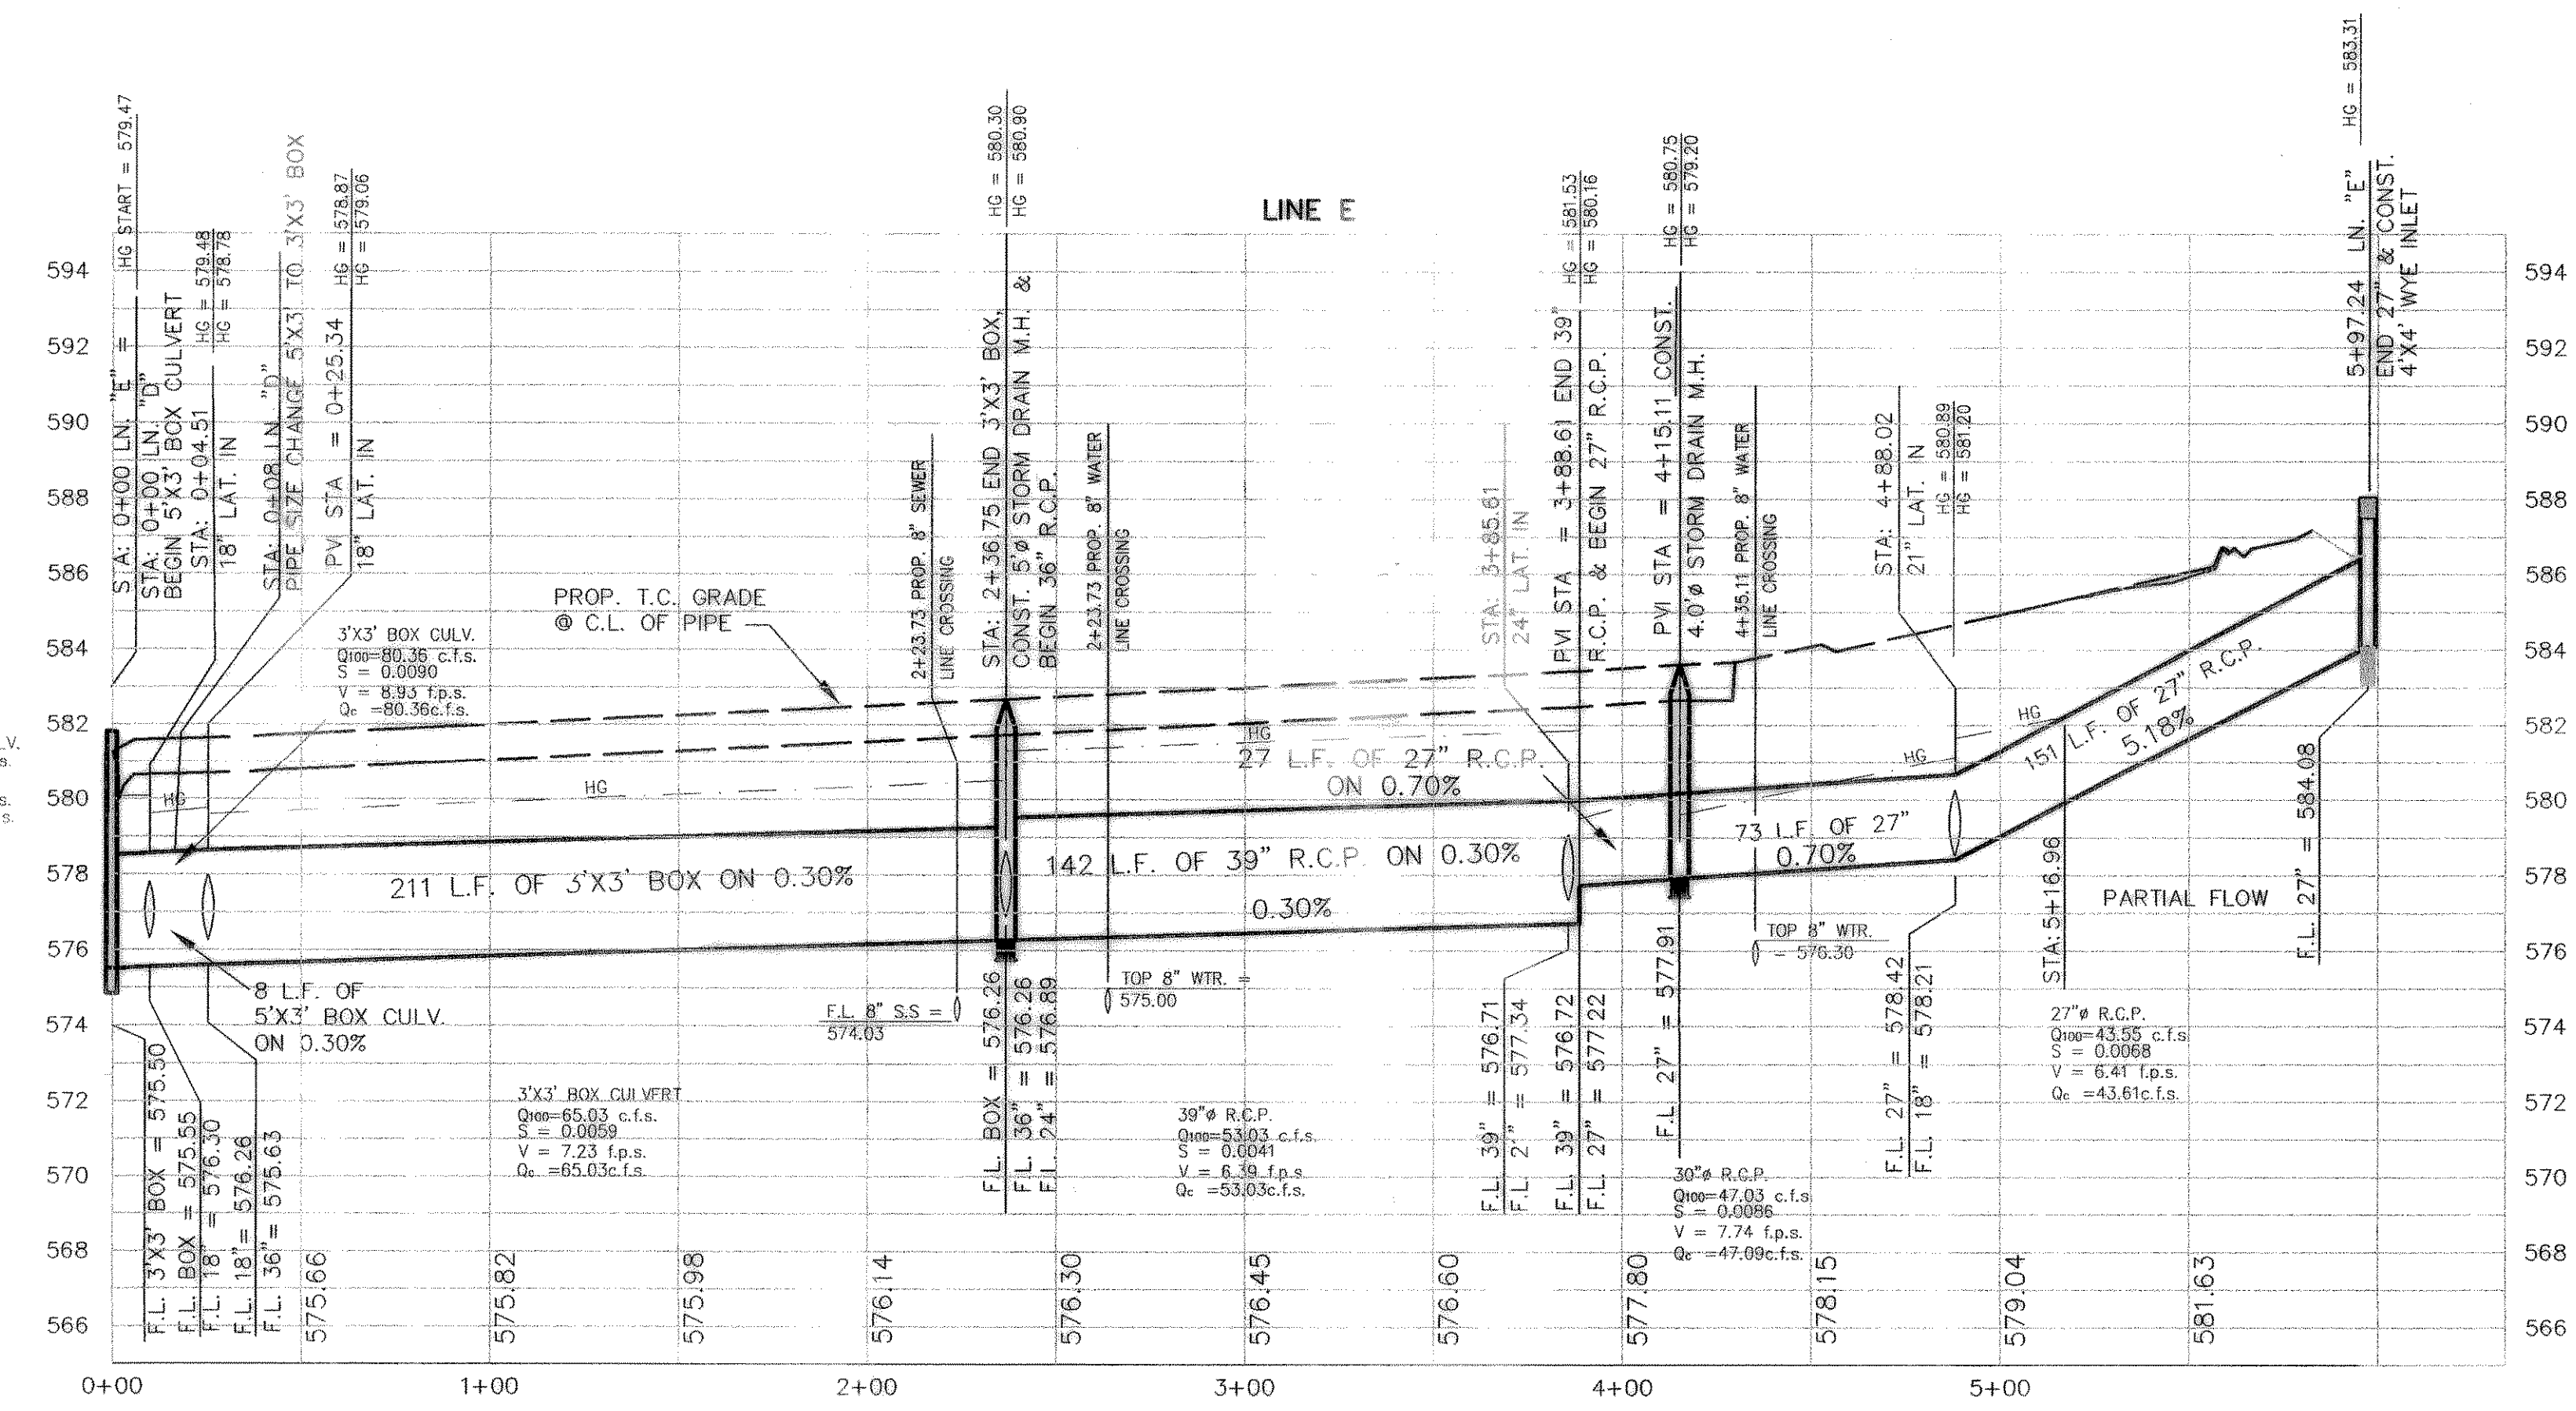 LINE E
HG START = 579.47
STA: 0+00 LN. "E" =
STA: 0+00 LN. "D"
BEGIN 5'X3' BOX CULVERT
HG = 579.48
HG = 578.78
STA: 0+04.51
18" LAT. IN
STA: 0+08 LN. "D"
PIPE SIZE CHANGE 5'X3' TO 3'X3' BOX
HG = 578.87
HG = 579.06
PVI STA = 0+25.34
18" LAT. IN
2+23.73 PROP. 8" SEWER
LINE CROSSING
HG = 580.30
HG = 580.90
STA: 2+36.75 END 3'X3' BOX,
CONST. 5'ø STORM DRAIN M.H. &
BEGIN 36" R.C.P.
2+23.73 PROP. 8" WATER
LINE CROSSING
STA: 3+85.61
24" LAT. IN
HG = 581.53
HG = 580.16
PVI STA = 3+88.61 END 39"
R.C.P. & BEGIN 27" R.C.P.
HG = 580.75
HG = 579.20
PVI STA = 4+15.11 CONST.
4.0'ø STORM DRAIN M.H.
4+35.11 PROP. 8" WATER
LINE CROSSING
STA: 4+88.02
21" LAT. IN
HG = 580.89
HG = 581.20
HG = 583.31
5+97.24 LN. "E"
END 27" & CONST.
4'X4' WYE INLET
594
592
590
588
586
584
582
580
578
576
574
572
570
568
566
594
592
590
588
586
584
582
580
578
576
574
572
570
568
566
PROP. T.C. GRADE
@ C.L. OF PIPE
3'X3' BOX CULV.
Q100=80.36 c.f.s.
S = 0.0090
V = 8.93 f.p.s.
Qc =80.36c.f.s.
HG
HG
HG
HG
HG
27 L.F. OF 27" R.C.P.
ON 0.70%
211 L.F. OF 3'X3' BOX ON 0.30%
142 L.F. OF 39" R.C.P. ON 0.30%
0.30%
73 L.F. OF 27"
0.70%
151 L.F. OF 27" R.C.P.
5.18%
PARTIAL FLOW
STA: 5+16.96
F.L. 27" = 584.08
8 L.F. OF
5'X3' BOX CULV.
ON 0.30%
F.L. 8" S.S =
574.03
TOP 8" WTR. =
575.00
TOP 8" WTR.
= 576.30
F.L. 3'X3' BOX = 575.50
F.L. BOX = 575.55
F.L. 18" = 576.30
F.L. 18"= 576.26
F.L. 36"= 575.63
3'X3' BOX CULVERT
Q100=65.03 c.f.s.
S = 0.0059
V = 7.23 f.p.s.
Qc =65.03c.f.s.
F.L. BOX = 576.26
F.L. 36" = 576.26
F.L. 24" = 576.89
39"ø R.C.P.
Q100=53.03 c.f.s.
S = 0.0041
V = 6.39 f.p.s
Qc =53.03c.f.s.
F.L. 39" = 576.71
F.L. = 577.34
F.L. 39" = 576.72
F.L. 27" = 577.22
F.L 27" = 577.91
30"ø R.C.P.
Q100=47.03 c.f.s
S = 0.0086
V = 7.74 f.p.s.
Qc =47.09c.f.s.
F.L. 27" = 578.42
F.L. 18" = 578.21
27"ø R.C.P.
Q100=43.55 c.f.s
S = 0.0068
V = 6.41 f.p.s.
Qc =43.61c.f.s.
575.66
575.82
575.98
576.14
576.30
576.45
576.60
577.80
578.15
579.04
581.63
0+00
1+00
2+00
3+00
4+00
5+00